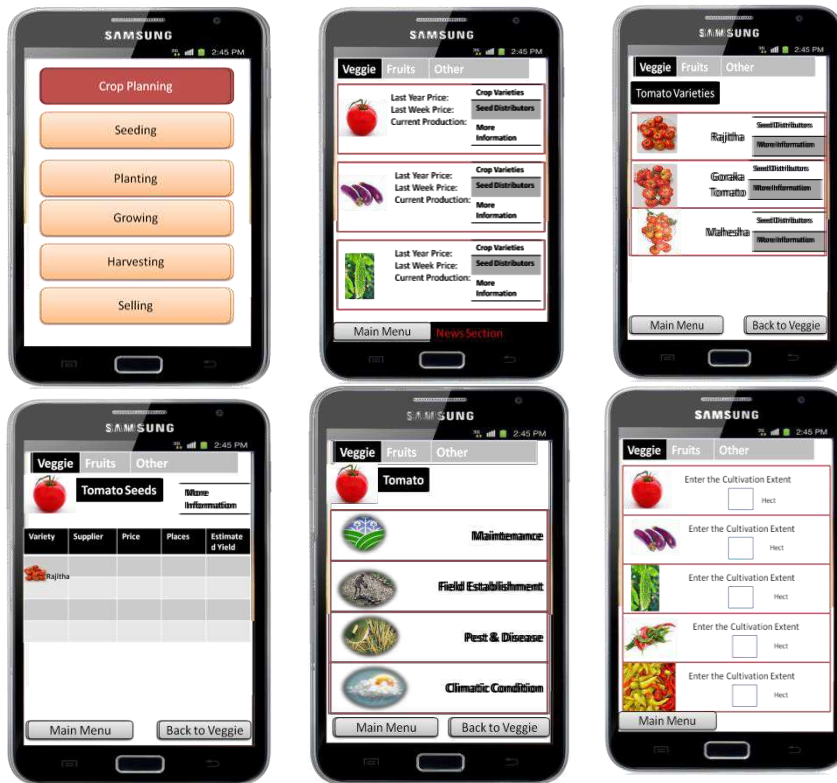 SAMSUNG
3G 2:45 PM
Crop Planning
Seeding
Planting
Growing
Harvesting
Selling
SAMSUNG
3G 2:45 PM
Veggie Fruits Other
Last Year Price:
Last Week Price:
Current Production:
Crop Varieties
Seed Distributors
More
Information
Last Year Price:
Last Week Price:
Current Production:
Crop Varieties
Seed Distributors
More
Information
Last Year Price:
Last Week Price:
Current Production:
Crop Varieties
Seed Distributors
More
Information
Main Menu
News Section
SAMSUNG
3G 2:45 PM
Veggie Fruits Other
Tomato Varieties
Rajitha
Seed Distributors
More Information
Goraka
Tomato
Seed Distributors
More Information
Mahesha
Seed Distributors
More Information
Main Menu
Back to Veggie
SAMSUNG
3G 2:45 PM
Veggie Fruits Other
Tomato Seeds
More
Information
Variety Supplier Price Places Estimate
d Yield
Rajitha
Main Menu
Back to Veggie
SAMSUNG
3G 2:45 PM
Veggie Fruits Other
Tomato
Maintenance
Field Establishment
Pest & Disease
Climatic Condition
Main Menu
Back to Veggie
SAMSUNG
3G 2:45 PM
Veggie Fruits Other
Enter the Cultivation Extent
Hect
Enter the Cultivation Extent
Hect
Enter the Cultivation Extent
Hect
Enter the Cultivation Extent
Hect
Enter the Cultivation Extent
Hect
Main Menu